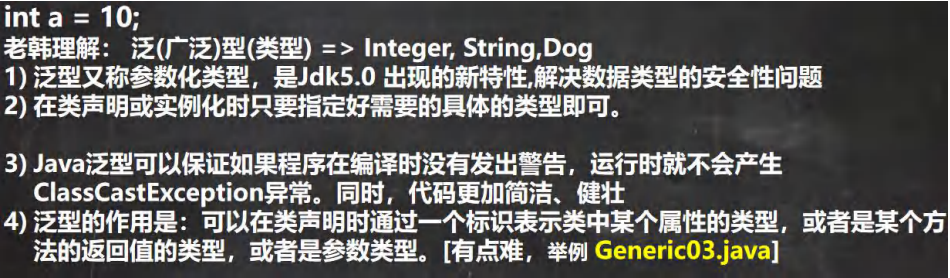 int a = 10;
老韩理解： 泛(广泛)型(类型) => Integer, String,Dog
1) 泛型又称参数化类型，是Jdk5.0 出现的新特性,解决数据类型的安全性问题
2) 在类声明或实例化时只要指定好需要的具体的类型即可。
3) Java泛型可以保证如果程序在编译时没有发出警告，运行时就不会产生
ClassCastException异常。同时，代码更加简洁、健壮
4) 泛型的作用是：可以在类声明时通过一个标识表示类中某个属性的类型，或者是某个方
法的返回值的类型，或者是参数类型。[有点难，举例 Generic03.java]